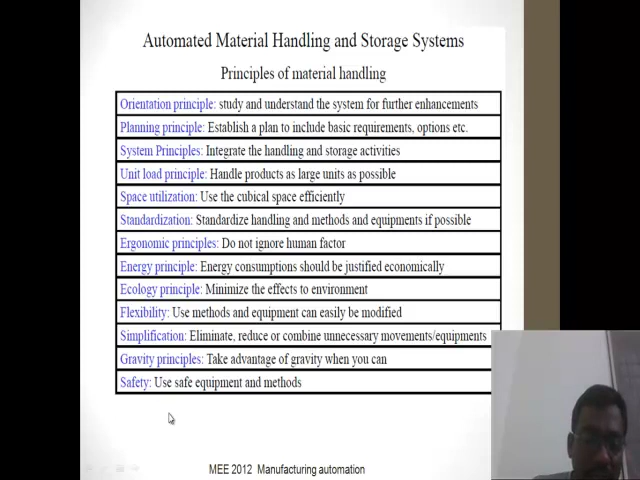 Automated Material Handling and Storage Systems
Principles of material handling
Orientation principle: study and understand the system for further enhancements
Planning principle: Establish a plan to include basic requirements, options etc.
System Principles: Integrate the handling and storage activities
Unit load principle: Handle products as large units as possible
Space utilization: Use the cubical space efficiently
Standardization: Standardize handling and methods and equipments if possible
Ergonomic principles: Do not ignore human factor
Energy principle: Energy consumptions should be justified economically
Ecology principle: Minimize the effects to environment
Flexibility: Use methods and equipment can easily be modified
Simplification: Eliminate, reduce or combine unnecessary movements/equipments
Gravity principles: Take advantage of gravity when you can
Safety: Use safe equipment and methods
MEE 2012 Manufacturing automation